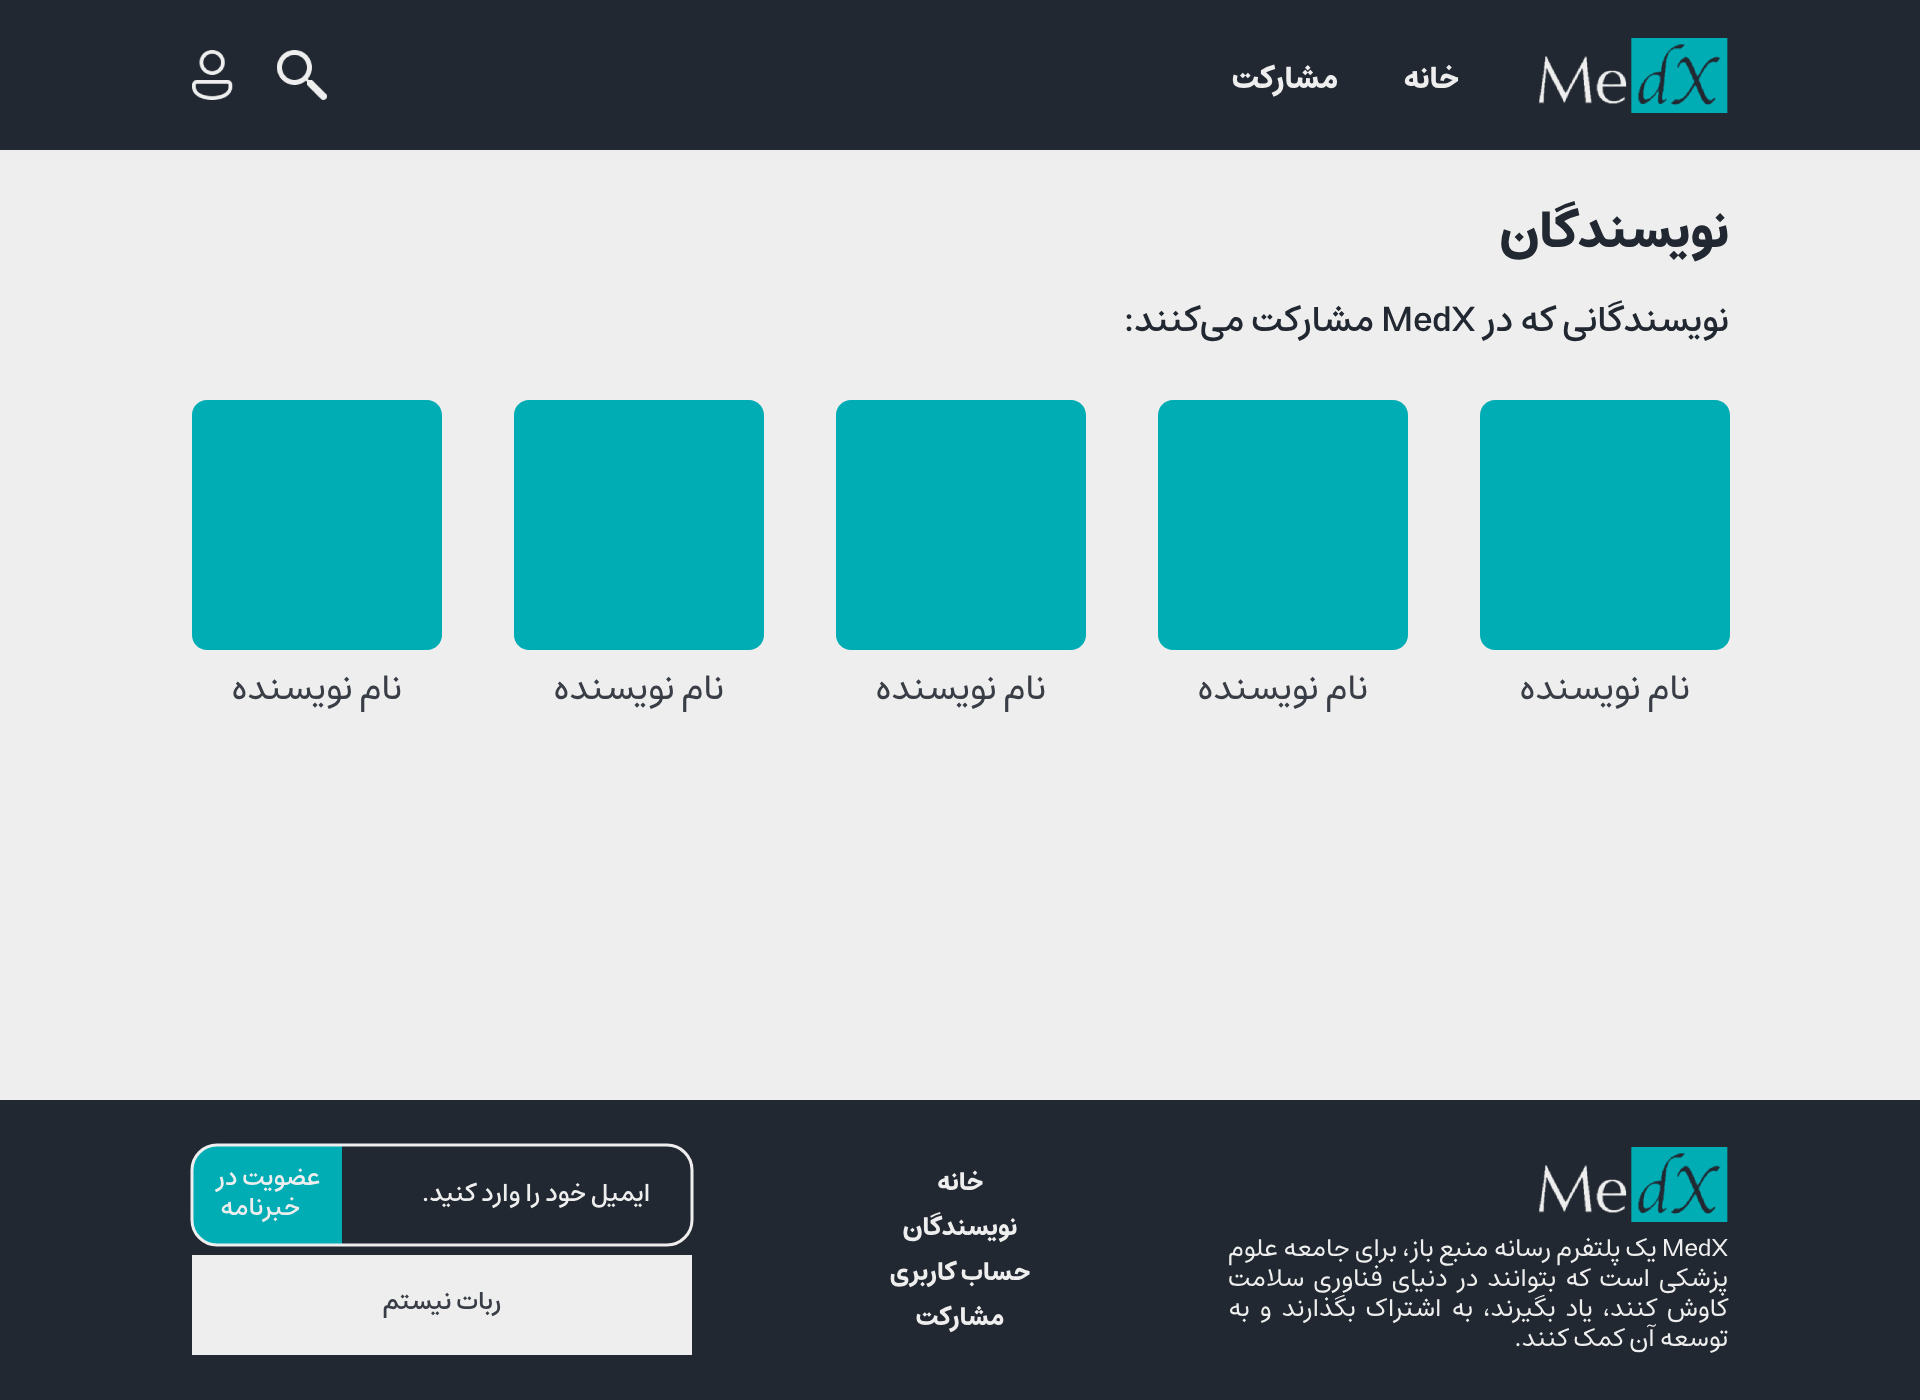 MedX
خانه
مشارکت
نویسندگان
نویسندگانی که در MedX مشارکت می‌کنند:
نام نویسنده
نام نویسنده
نام نویسنده
نام نویسنده
نام نویسنده
MedX
MedX یک پلتفرم رسانه منبع باز، برای جامعه علوم
پزشکی است که بتوانند در دنیای فناوری سلامت
کاوش کنند، یاد بگیرند، به اشتراک بگذارند و به
توسعه آن کمک کنند.
خانه
نویسندگان
حساب کاربری
مشارکت
ایمیل خود را وارد کنید.
عضویت در
خبرنامه
ربات نیستم